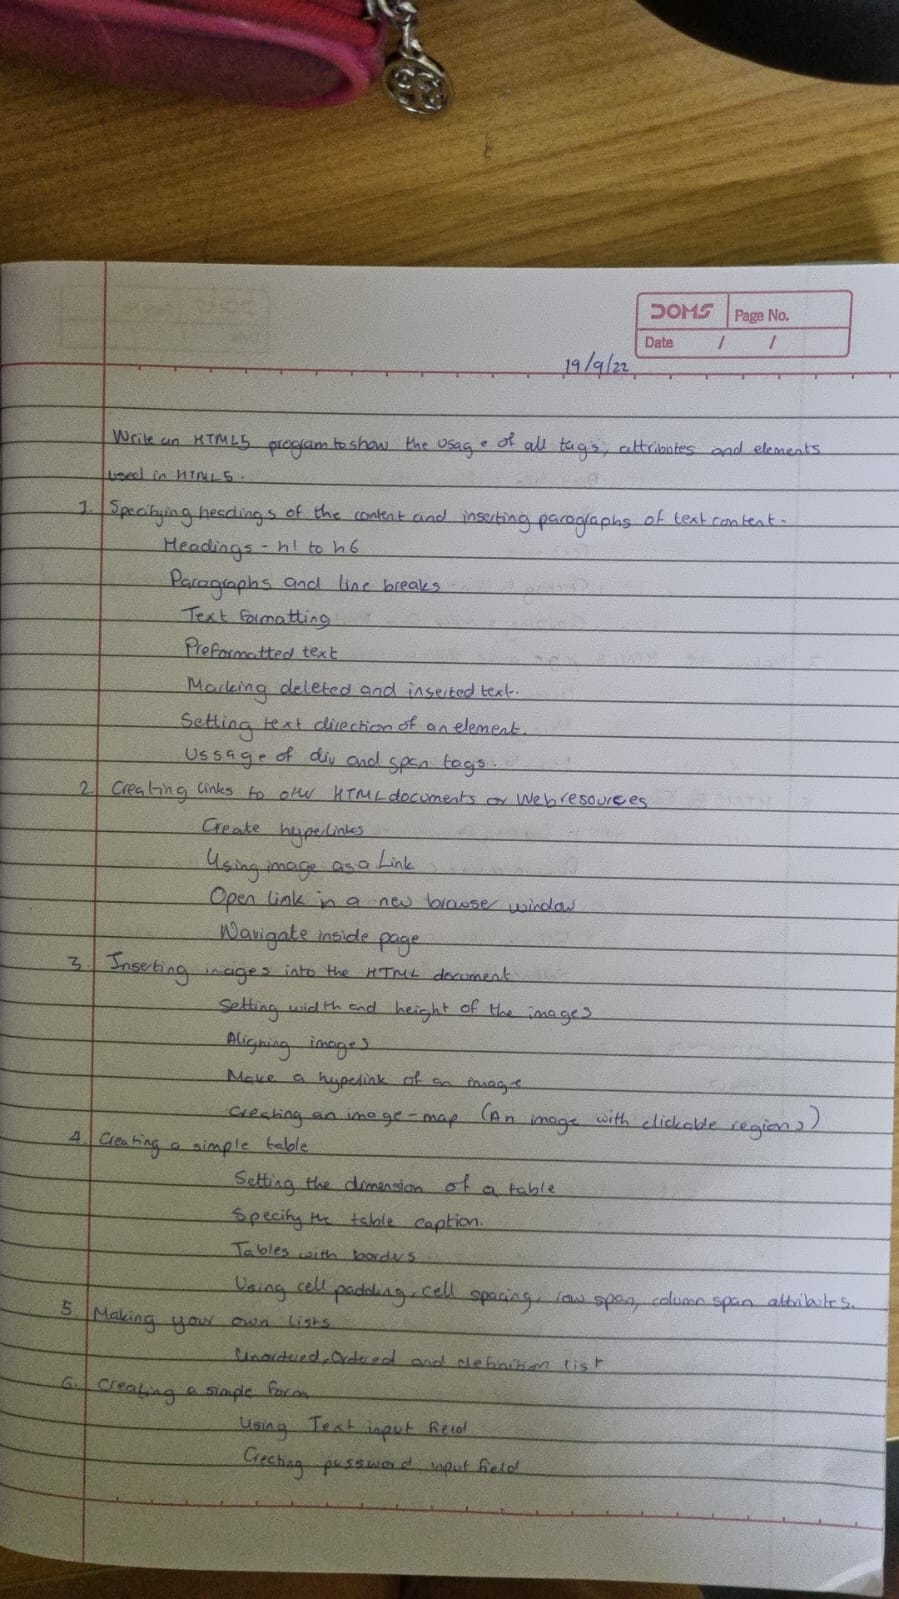 DOMS Page No.
Date / /
19/9/22
Write an HTML5 program to show the usage of all tags, attributes and elements
used in HTML5.
1. Specifying headings of the content and inserting paragraphs of text content.
Headings - h1 to h6
Paragraphs and line breaks
Text formatting
Preformatted text
Marking deleted and inserted text.
Setting text direction of an element.
Ussage of div and span tags.
2. Creating links to other HTML documents or Web resources
Create hyperlinks
Using image as a Link
Open link in a new browser window
Navigate inside page
3. Inserting images into the HTML document
Setting width and height of the images
Aligning images
Make a hyperlink of an image
Creating an image-map (An image with clickable regions)
4. Creating a simple table
Setting the dimension of a table
Specify the table caption.
Tables with borders
Using cell padding, cell spacing, row span, column span attributes.
5 Making your own lists
Unordered, Ordered and definition list
6. Creating a simple form
Using Text input field
Creating password input field